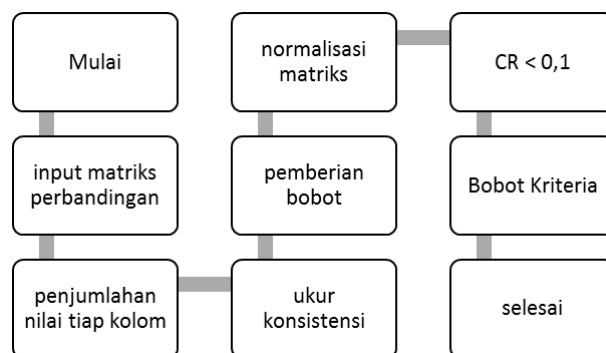 Mulai
input matriks
perbandingan
penjumlahan
nilai tiap kolom
ukur
konsistensi
pemberian
bobot
normalisasi
matriks
CR < 0,1
Bobot Kriteria
selesai